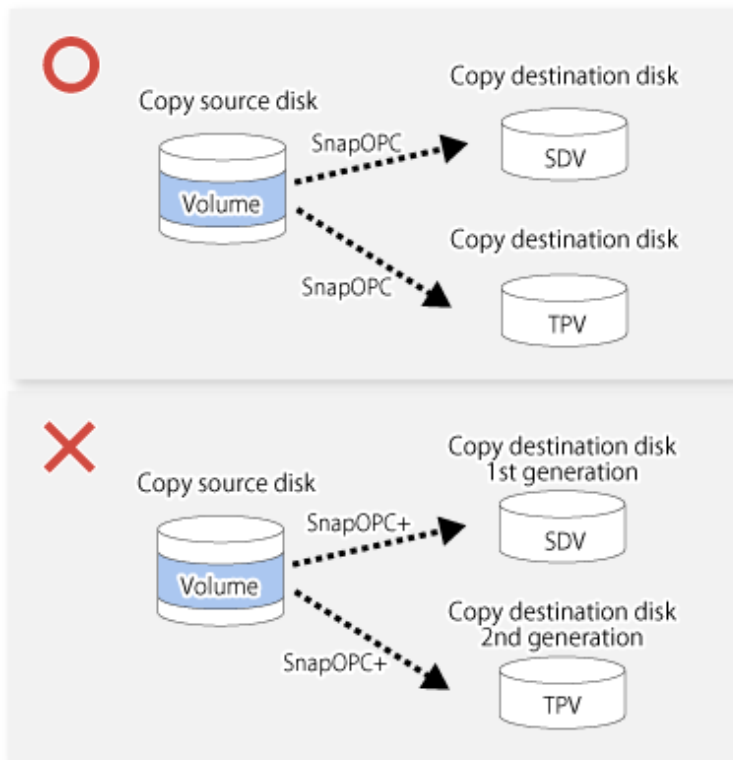 Copy destination disk
Copy source disk
SnapOPC
SDV
Volume
Copy destination disk
SnapOPC
TPV
Copy destination disk
1st generation
Copy source disk
SnapOPC+
SDV
Volume
Copy destination disk
2nd generation
SnapOPC+
TPV